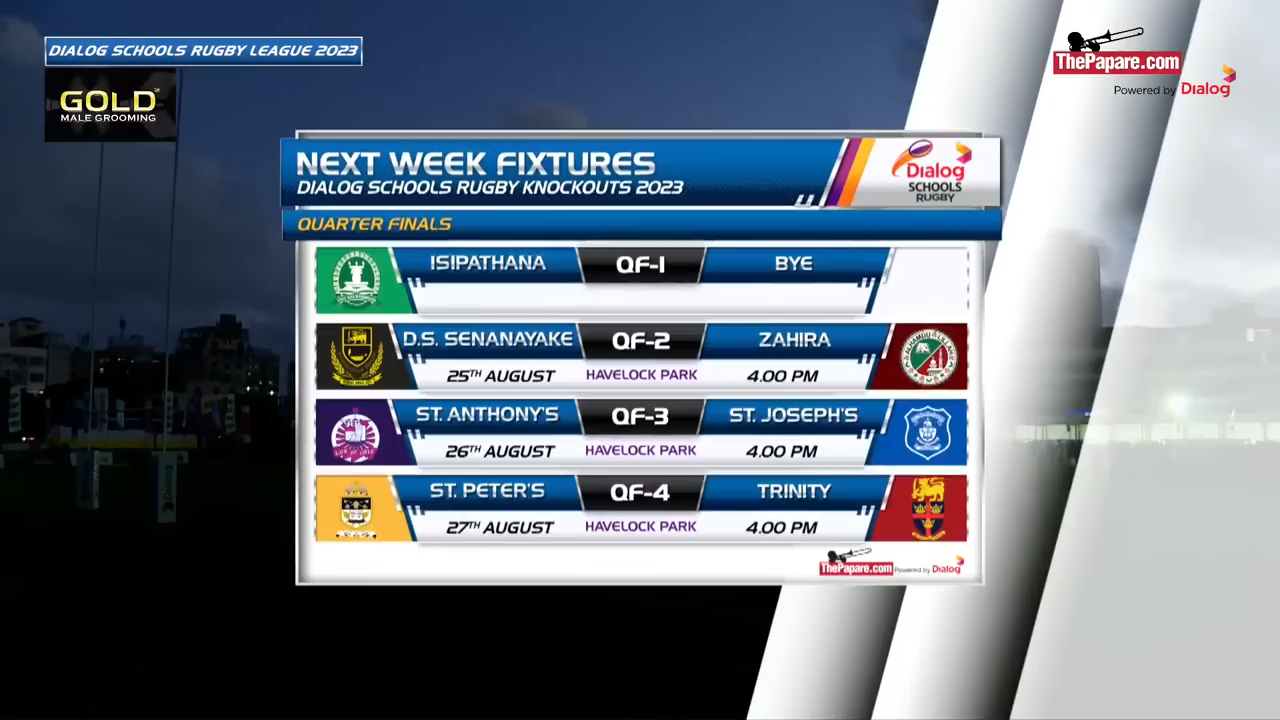 DIALOG SCHOOLS RUGBY LEAGUE 2023
GOLD
MALE GROOMING
ThePapare.com
Powered by Dialog
NEXT WEEK FIXTURES
DIALOG SCHOOLS RUGBY KNOCKOUTS 2023
Dialog
SCHOOLS
RUGBY
QUARTER FINALS
ISIPATHANA QF-1 BYE
D.S. SENANAYAKE QF-2 ZAHIRA
25TH AUGUST HAVELOCK PARK 4.00 PM
ST. ANTHONY'S QF-3 ST. JOSEPH'S
26TH AUGUST HAVELOCK PARK 4.00 PM
ST. PETER'S QF-4 TRINITY
27TH AUGUST HAVELOCK PARK 4.00 PM
ThePapare.com Powered by Dialog